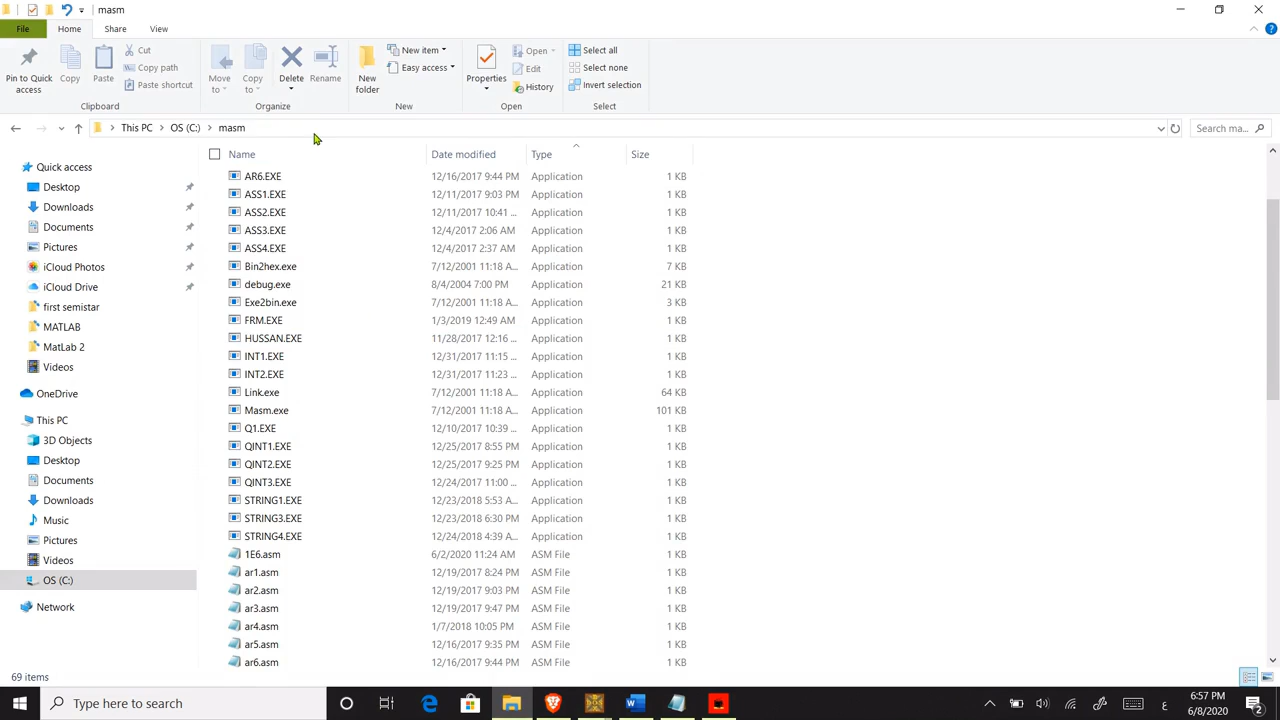 masm
File Home Share View
Pin to Quick access
Copy
Paste
Cut
Copy path
Paste shortcut
Clipboard
Move to
Copy to
Delete
Rename
Organize
New folder
New item
Easy access
New
Properties
Open
Edit
History
Open
Select all
Select none
Invert selection
Select
This PC > OS (C:) > masm
Search ma...
Quick access
Desktop
Downloads
Documents
Pictures
iCloud Photos
iCloud Drive
first semistar
MATLAB
MatLab 2
Videos
OneDrive
This PC
3D Objects
Desktop
Documents
Downloads
Music
Pictures
Videos
OS (C:)
Network
Name Date modified Type Size
AR6.EXE 12/16/2017 9:44 PM Application 1 KB
ASS1.EXE 12/11/2017 9:03 PM Application 1 KB
ASS2.EXE 12/11/2017 10:41 ... Application 1 KB
ASS3.EXE 12/4/2017 2:06 AM Application 1 KB
ASS4.EXE 12/4/2017 2:37 AM Application 1 KB
Bin2hex.exe 7/12/2001 11:18 A... Application 7 KB
debug.exe 8/4/2004 7:00 PM Application 21 KB
Exe2bin.exe 7/12/2001 11:18 A... Application 3 KB
FRM.EXE 1/3/2019 12:49 AM Application 1 KB
HUSSAN.EXE 11/28/2017 12:16 ... Application 1 KB
INT1.EXE 12/31/2017 11:15 ... Application 1 KB
INT2.EXE 12/31/2017 11:23 ... Application 1 KB
Link.exe 7/12/2001 11:18 A... Application 64 KB
Masm.exe 7/12/2001 11:18 A... Application 101 KB
Q1.EXE 12/10/2017 10:39 ... Application 1 KB
QINT1.EXE 12/25/2017 8:55 PM Application 1 KB
QINT2.EXE 12/25/2017 9:25 PM Application 1 KB
QINT3.EXE 12/24/2017 11:00 ... Application 1 KB
STRING1.EXE 12/23/2018 5:53 A... Application 1 KB
STRING3.EXE 12/23/2018 6:30 PM Application 1 KB
STRING4.EXE 12/24/2018 4:39 A... Application 1 KB
1E6.asm 6/2/2020 11:24 AM ASM File 1 KB
ar1.asm 12/19/2017 8:24 PM ASM File 1 KB
ar2.asm 12/19/2017 9:03 PM ASM File 1 KB
ar3.asm 12/19/2017 9:47 PM ASM File 1 KB
ar4.asm 1/7/2018 10:05 PM ASM File 1 KB
ar5.asm 12/16/2017 9:35 PM ASM File 1 KB
ar6.asm 12/16/2017 9:44 PM ASM File 1 KB
69 items
Type here to search
ع
6:57 PM
6/8/2020
2